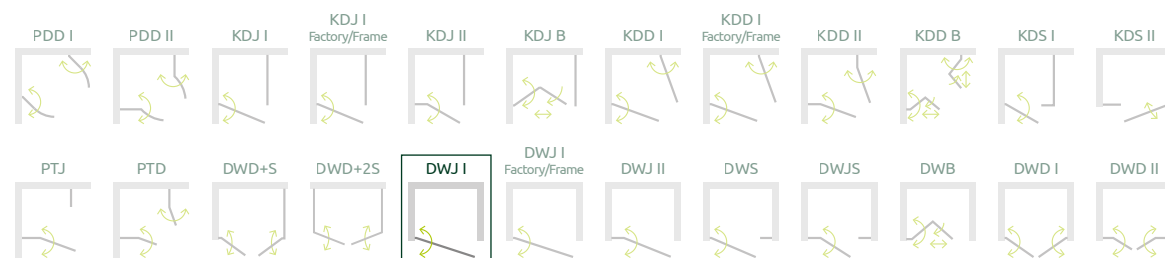 PDD I
PDD II
KDJ I
KDJ I
Factory/Frame
KDJ II
KDJ B
KDD I
KDD I
Factory/Frame
KDD II
KDD B
KDS I
KDS II
PTJ
PTD
DWD+S
DWD+2S
DWJ I
DWJ I
Factory/Frame
DWJ II
DWS
DWJS
DWB
DWD I
DWD II